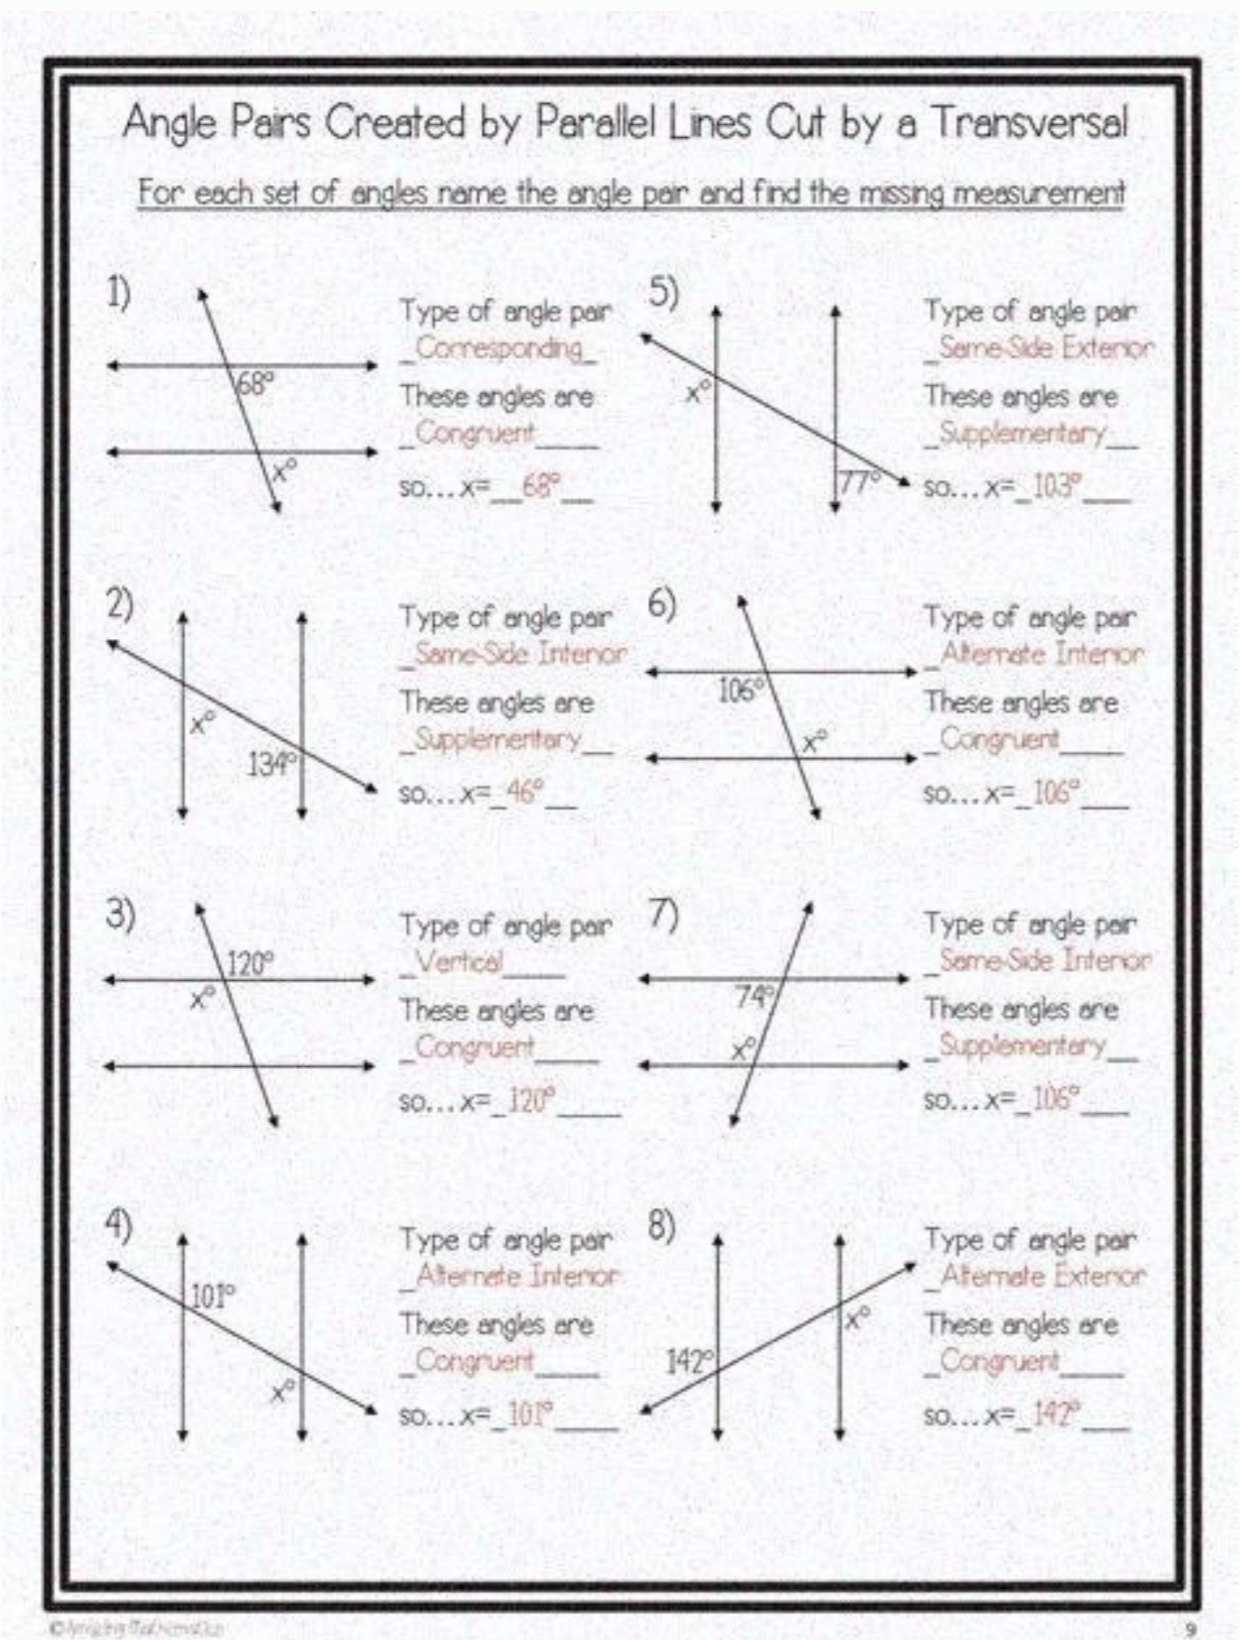 Angle Pairs Created by Parallel Lines Cut by a Transversal
For each set of angles name the angle pair and find the missing measurement
1)
68°
x°
Type of angle pair
_Corresponding_
These angles are
_Congruent____
so...x=__68°__
2)
x°
134°
Type of angle pair
_Same-Side Interior
These angles are
_Supplementary__
so...x=_46°__
3)
120°
x°
Type of angle pair
_Vertical____
These angles are
_Congruent____
so...x=_120°____
4)
101°
x°
Type of angle pair
_Alternate Interior
These angles are
_Congruent____
so...x=_101°____
5)
x°
77°
Type of angle pair
_Same-Side Exterior
These angles are
_Supplementary__
so...x=_103°___
6)
106°
x°
Type of angle pair
_Alternate Interior
These angles are
_Congruent____
so...x=_106°___
7)
74°
x°
Type of angle pair
_Same-Side Interior
These angles are
_Supplementary__
so...x=_106°___
8)
142°
x°
Type of angle pair
_Alternate Exterior
These angles are
_Congruent____
so...x=_142°___
9